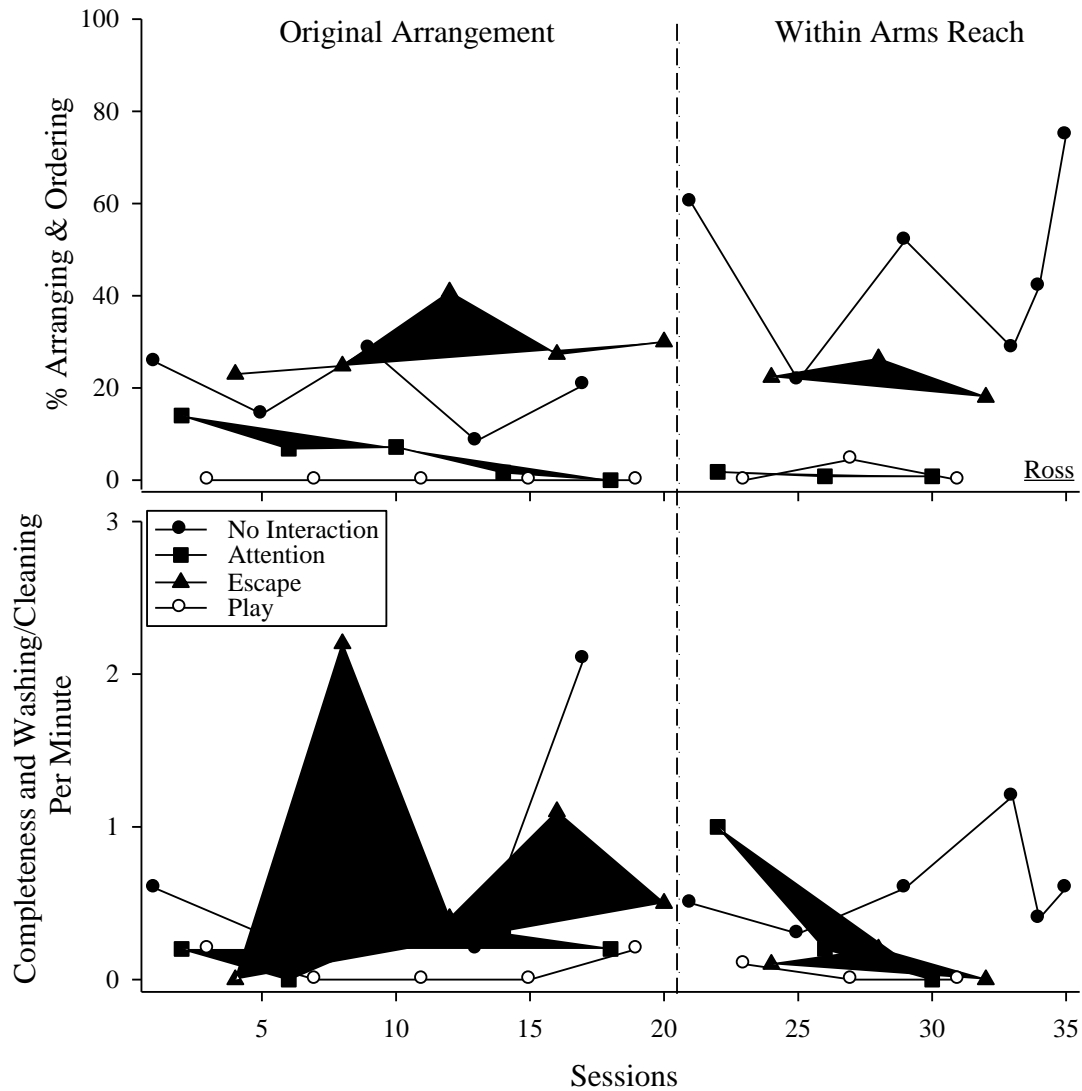 Original Arrangement
Within Arms Reach
% Arranging & Ordering
100
80
60
40
20
0
Ross
Completeness and Washing/Cleaning
Per Minute
3
2
1
0
No Interaction
Attention
Escape
Play
5
10
15
20
25
30
35
Sessions